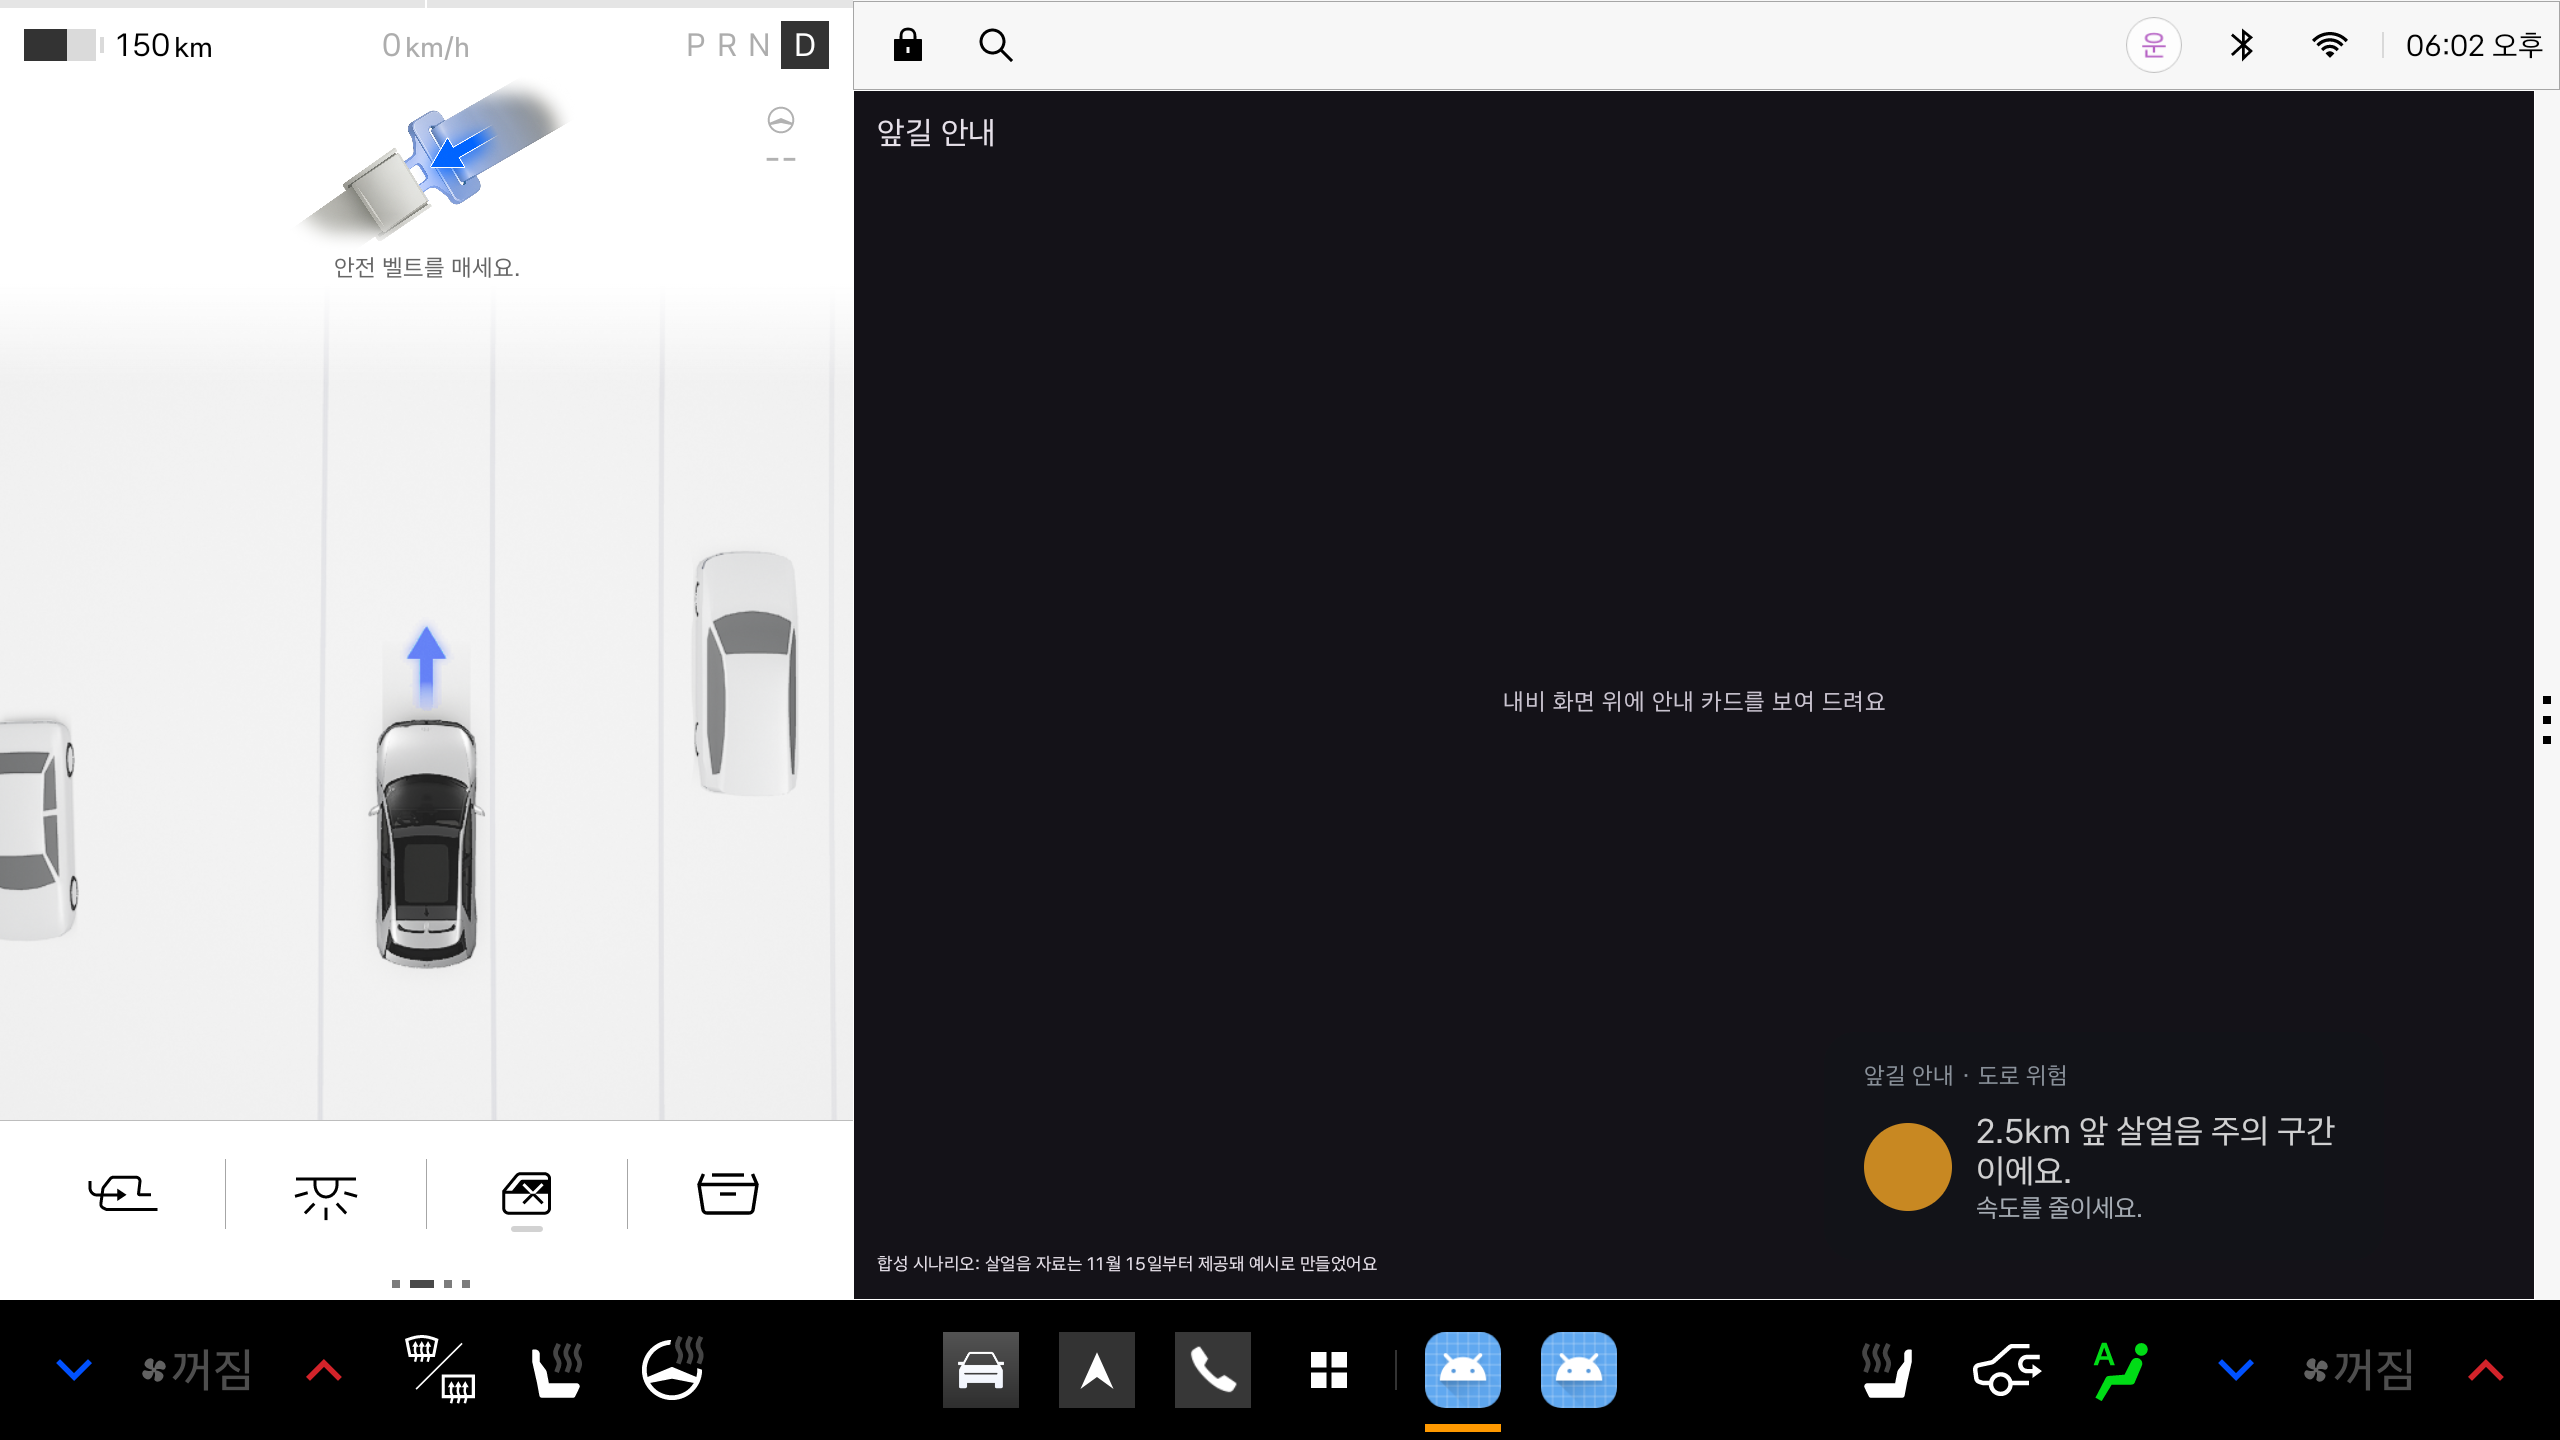 150 km
0 km/h
P R N D
운
06:02 오후
앞길 안내
안전 벨트를 매세요.
내비 화면 위에 안내 카드를 보여 드려요
앞길 안내 · 도로 위험
2.5km 앞 살얼음 주의 구간
이에요.
속도를 줄이세요.
합성 시나리오: 살얼음 자료는 11월 15일부터 제공돼 예시로 만들었어요
꺼짐
A
꺼짐